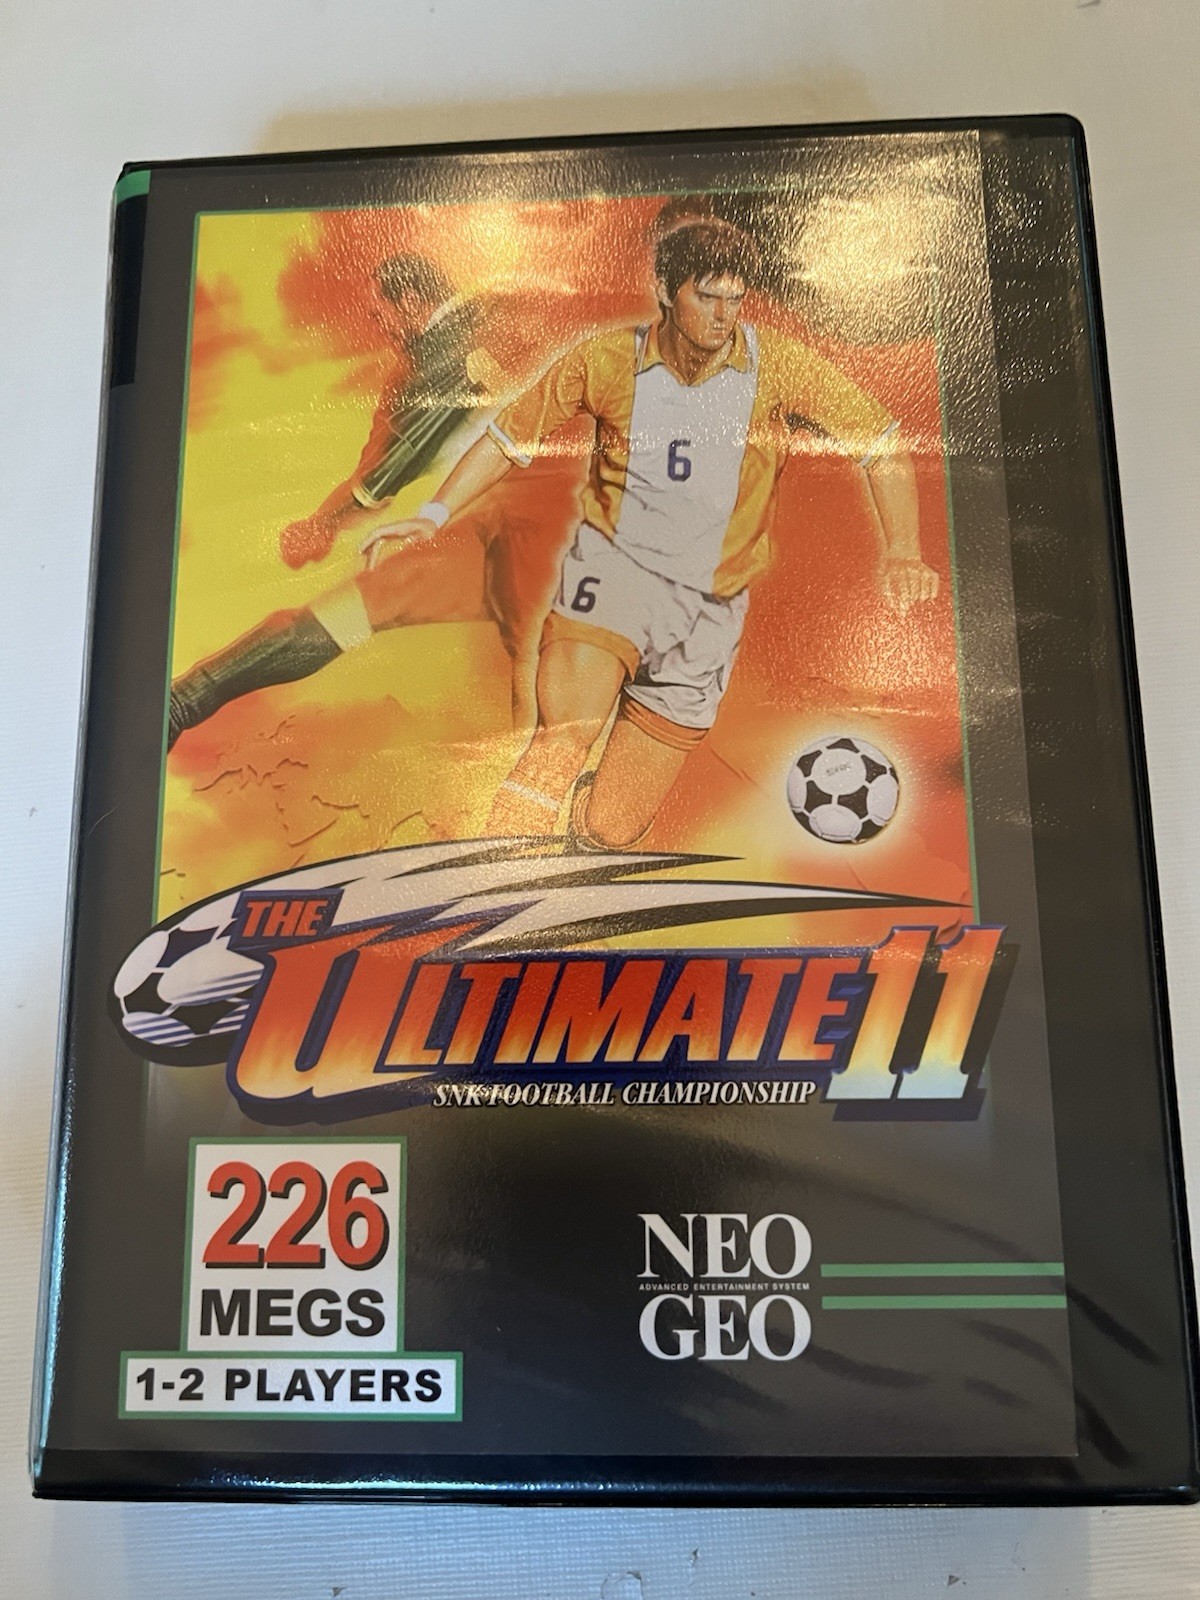 6
6
THE
ULTIMATE 11
SNK FOOTBALL CHAMPIONSHIP
226
MEGS
1-2 PLAYERS
NEO
ADVANCED ENTERTAINMENT SYSTEM
GEO